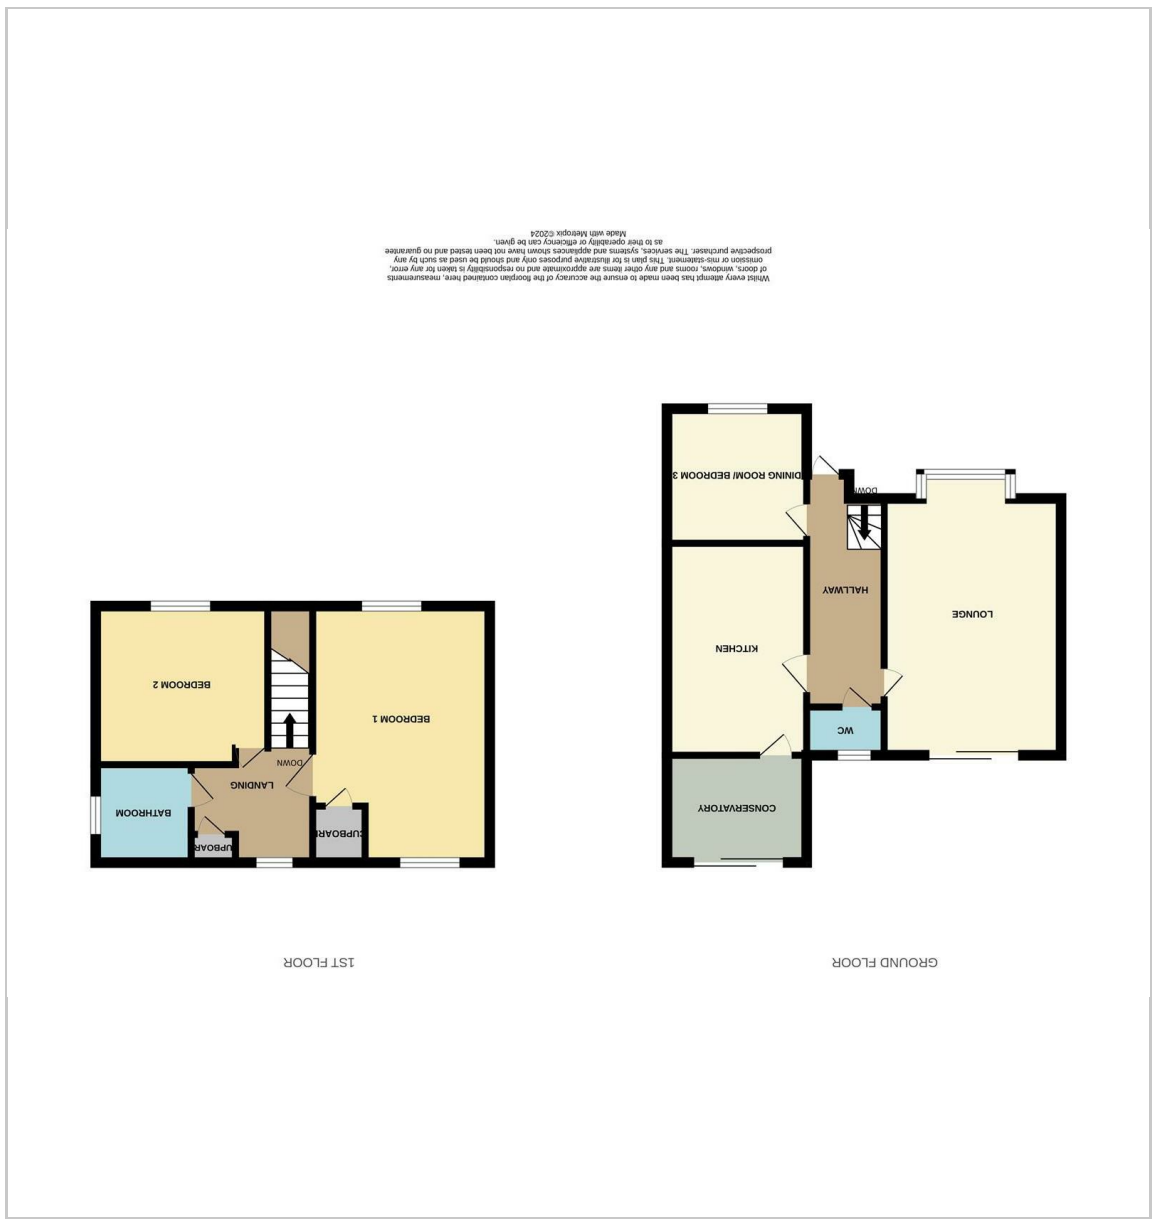 GROUND FLOOR
1ST FLOOR
CONSERVATORY
WC
KITCHEN
LOUNGE
HALLWAY
DOWN
DINING ROOM/ BEDROOM 3
CUPBOARD
UPBOAR
BATHROOM
LANDING
DOWN
BEDROOM 1
BEDROOM 2
Whilst every attempt has been made to ensure the accuracy of the floorplan contained here, measurements
of doors, windows, rooms and any other items are approximate and no responsibility is taken for any error,
omission or mis-statement. This plan is for illustrative purposes only and should be used as such by any
prospective purchaser. The services, systems and appliances shown have not been tested and no guarantee
as to their operability or efficiency can be given.
Made with Metropix ©2024